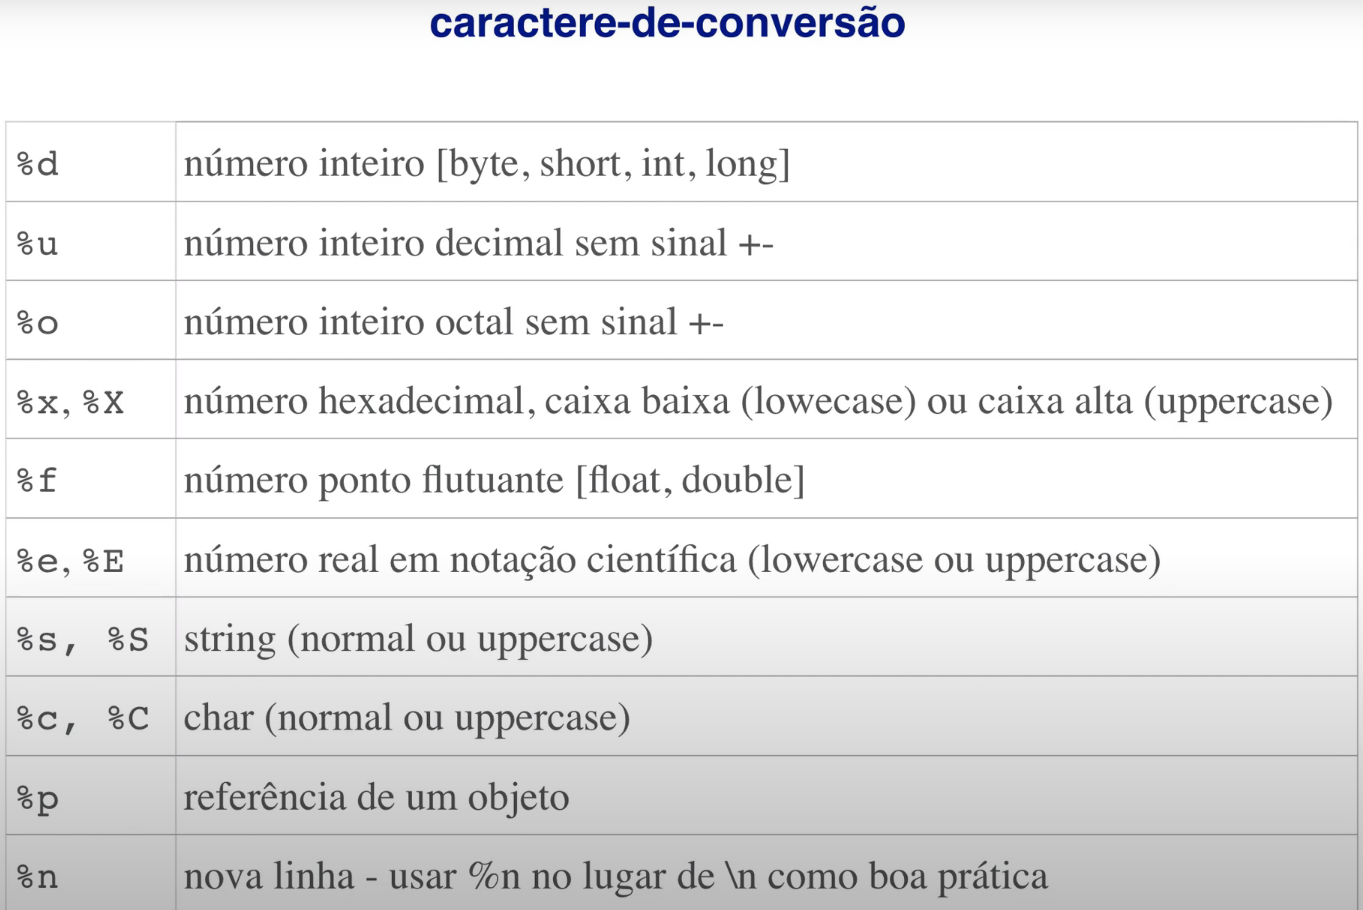 caractere-de-conversão
%d número inteiro [byte, short, int, long]
%u número inteiro decimal sem sinal +-
%o número inteiro octal sem sinal +-
%x, %X número hexadecimal, caixa baixa (lowecase) ou caixa alta (uppercase)
%f número ponto flutuante [float, double]
%e, %E número real em notação científica (lowercase ou uppercase)
%s, %S string (normal ou uppercase)
%c, %C char (normal ou uppercase)
%p referência de um objeto
%n nova linha - usar %n no lugar de \n como boa prática